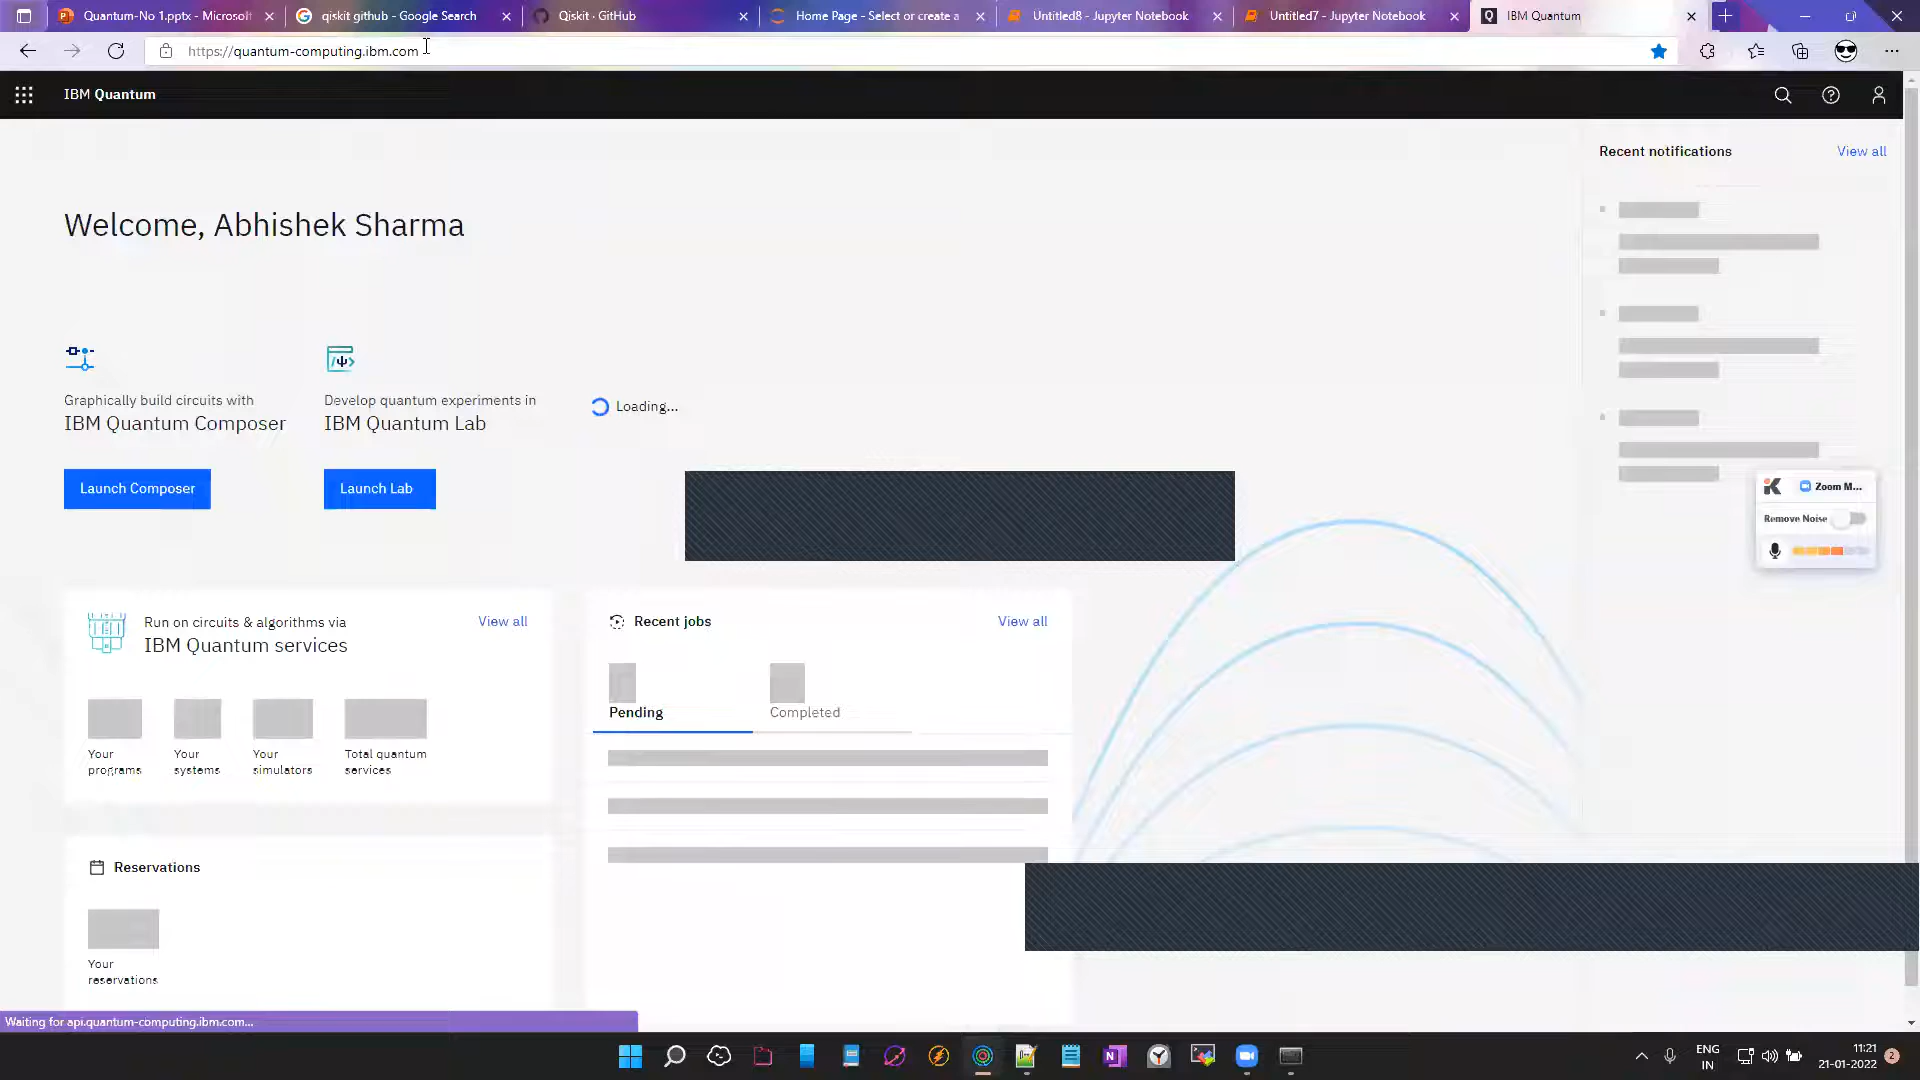 Quantum-No 1.pptx - Microsoft
qiskit github - Google Search
Qiskit · GitHub
Home Page - Select or create a
Untitled8 - Jupyter Notebook
Untitled7 - Jupyter Notebook
IBM Quantum
https://quantum-computing.ibm.com
IBM Quantum
Recent notifications
View all
Welcome, Abhishek Sharma
Graphically build circuits with
IBM Quantum Composer
Launch Composer
Develop quantum experiments in
IBM Quantum Lab
Launch Lab
Loading...
Zoom M...
Remove Noise
Run on circuits & algorithms via
IBM Quantum services
View all
Your
programs
Your
systems
Your
simulators
Total quantum
services
Recent jobs
View all
Pending
Completed
Reservations
Your
reservations
Waiting for api.quantum-computing.ibm.com...
ENG
IN
11:21
21-01-2022
2